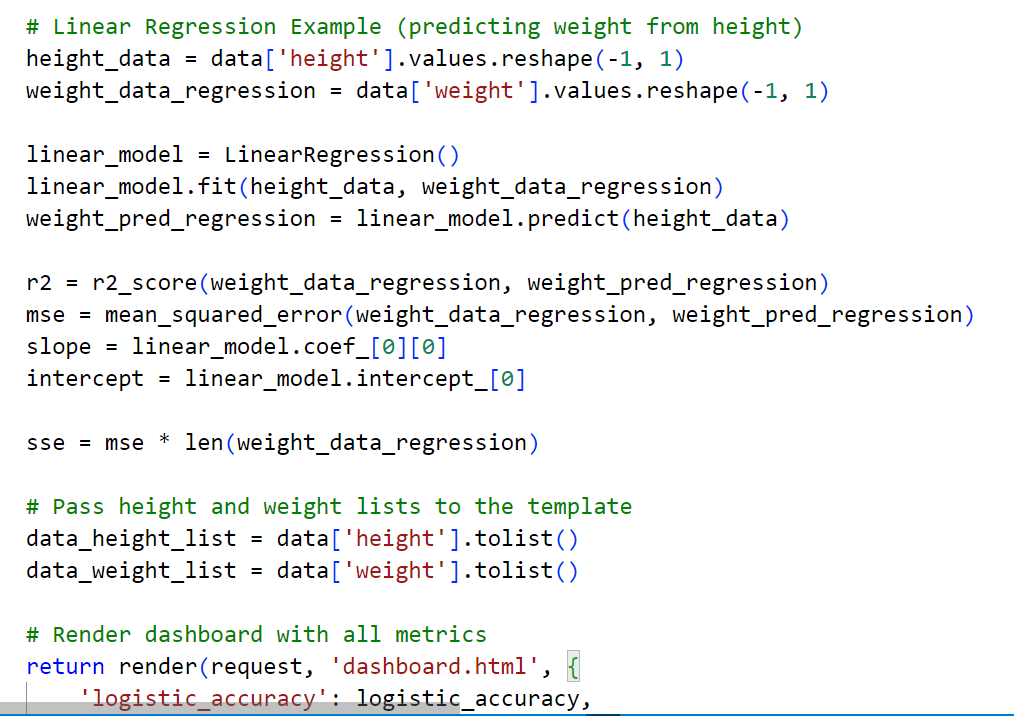 # Linear Regression Example (predicting weight from height)
height_data = data['height'].values.reshape(-1, 1)
weight_data_regression = data['weight'].values.reshape(-1, 1)
linear_model = LinearRegression()
linear_model.fit(height_data, weight_data_regression)
weight_pred_regression = linear_model.predict(height_data)
r2 = r2_score(weight_data_regression, weight_pred_regression)
mse = mean_squared_error(weight_data_regression, weight_pred_regression)
slope = linear_model.coef_[0][0]
intercept = linear_model.intercept_[0]
sse = mse * len(weight_data_regression)
# Pass height and weight lists to the template
data_height_list = data['height'].tolist()
data_weight_list = data['weight'].tolist()
# Render dashboard with all metrics
return render(request, 'dashboard.html', {
'logistic_accuracy': logistic_accuracy,